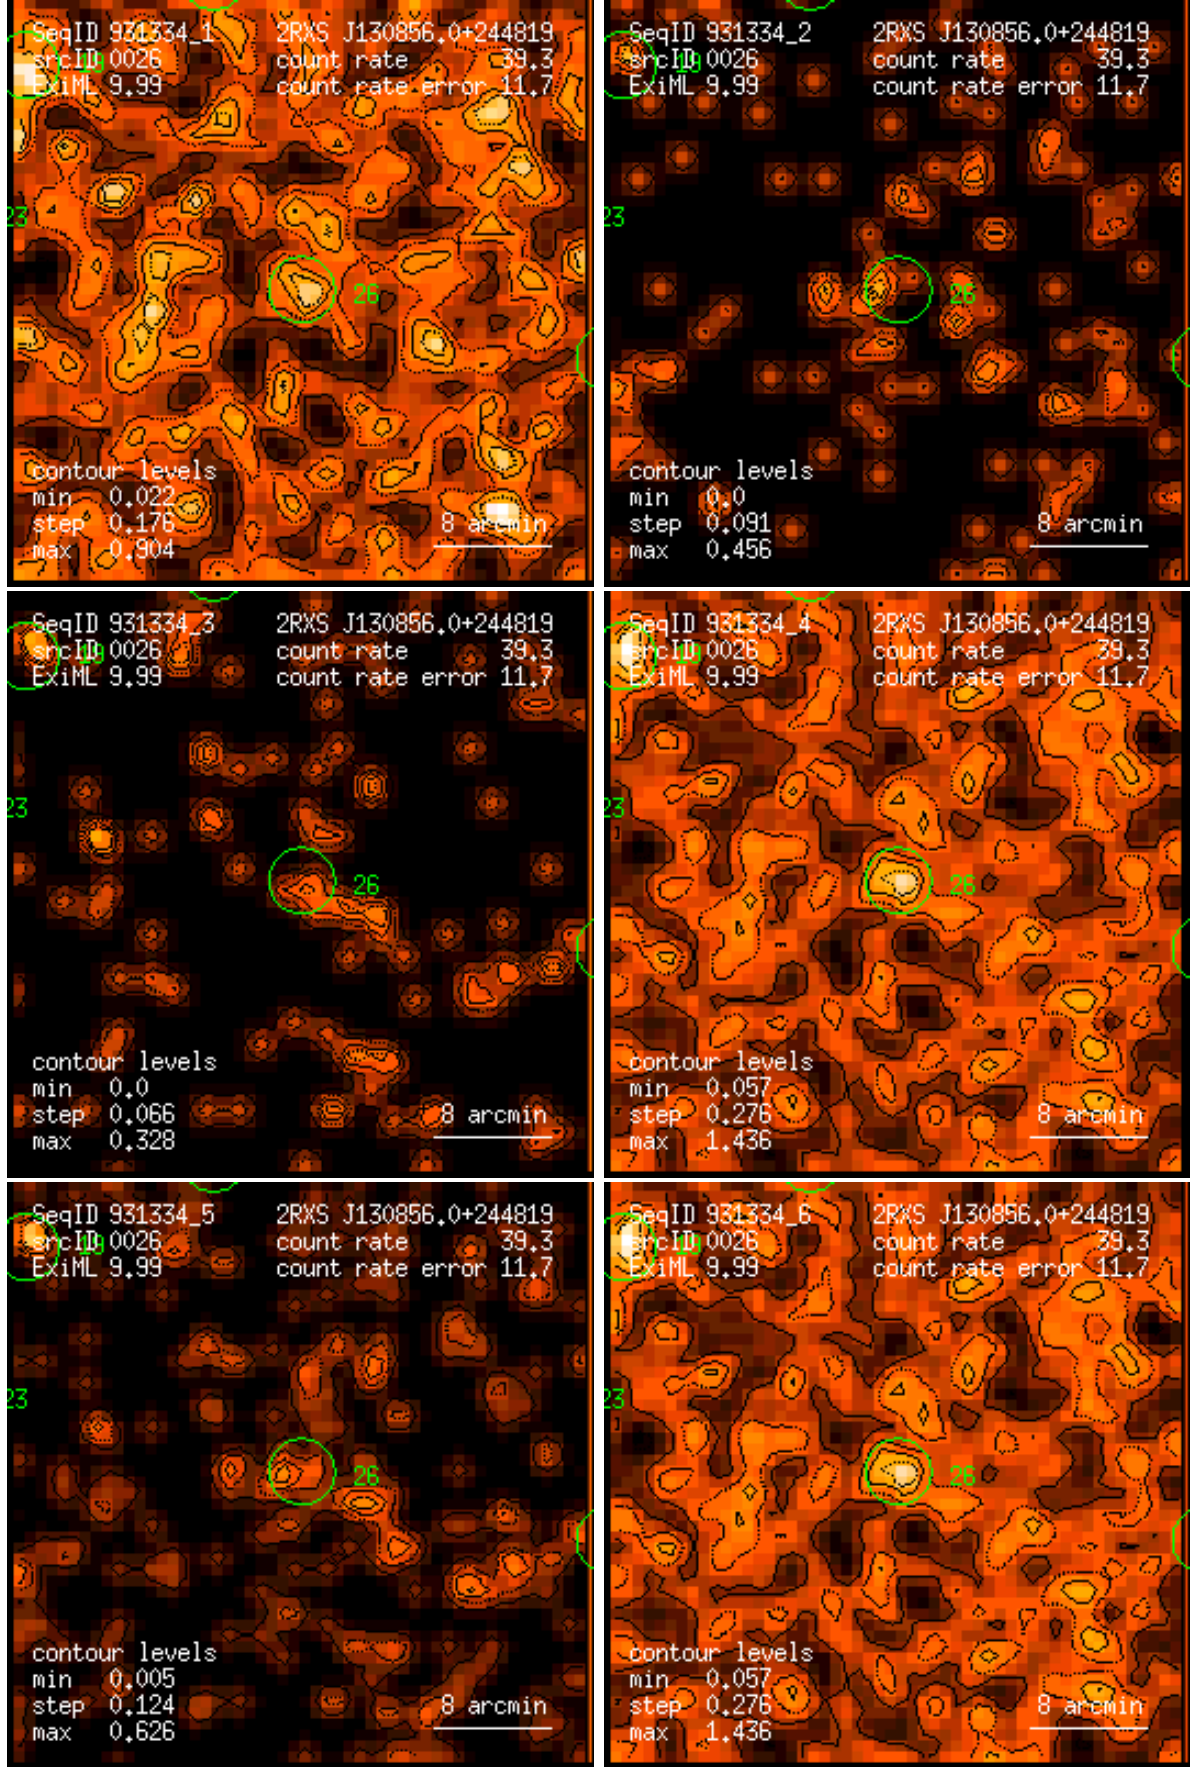 SeqID 931334_1 2RXS J130856.0+244819
srcID 0026 count rate 39.3
ExiML 9.99 count rate error 11.7
19
23
26
contour levels
min 0.022
step 0.176
max 0.904
8 arcmin
SeqID 931334_2 2RXS J130856.0+244819
srcID 0026 count rate 39.3
ExiML 9.99 count rate error 11.7
19
23
26
contour levels
min 0.0
step 0.091
max 0.456
8 arcmin
SeqID 931334_3 2RXS J130856.0+244819
srcID 0026 count rate 39.3
ExiML 9.99 count rate error 11.7
19
23
26
contour levels
min 0.0
step 0.066
max 0.328
8 arcmin
SeqID 931334_4 2RXS J130856.0+244819
srcID 0026 count rate 39.3
ExiML 9.99 count rate error 11.7
19
23
26
contour levels
min 0.057
step 0.276
max 1.436
8 arcmin
SeqID 931334_5 2RXS J130856.0+244819
srcID 0026 count rate 39.3
ExiML 9.99 count rate error 11.7
19
23
26
contour levels
min 0.005
step 0.124
max 0.626
8 arcmin
SeqID 931334_6 2RXS J130856.0+244819
srcID 0026 count rate 39.3
ExiML 9.99 count rate error 11.7
19
23
26
contour levels
min 0.057
step 0.276
max 1.436
8 arcmin